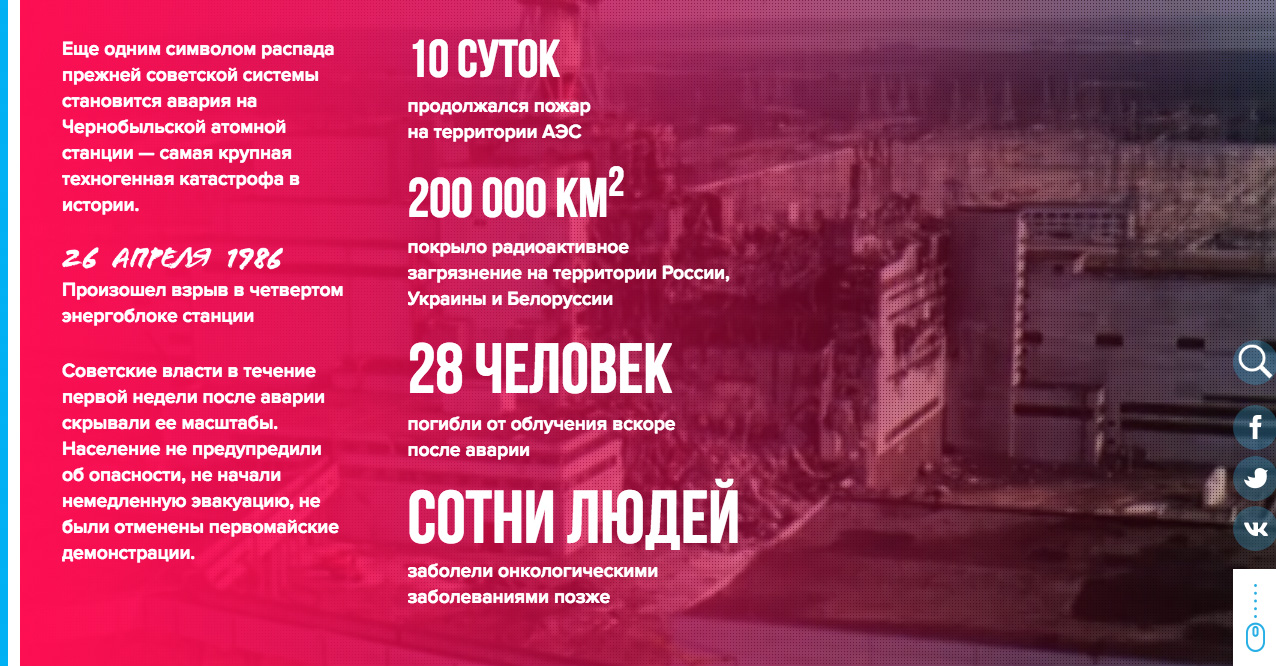 Еще одним символом распада
прежней советской системы
становится авария на
Чернобыльской атомной
станции — самая крупная
техногенная катастрофа в
истории.
26 АПРЕЛЯ 1986
Произошел взрыв в четвертом
энергоблоке станции
Советские власти в течение
первой недели после аварии
скрывали ее масштабы.
Население не предупредили
об опасности, не начали
немедленную эвакуацию, не
были отменены первомайские
демонстрации.
10 СУТОК
продолжался пожар
на территории АЭС
200 000 КМ²
покрыло радиоактивное
загрязнение на территории России,
Украины и Белоруссии
28 ЧЕЛОВЕК
погибли от облучения вскоре
после аварии
СОТНИ ЛЮДЕЙ
заболели онкологическими
заболеваниями позже